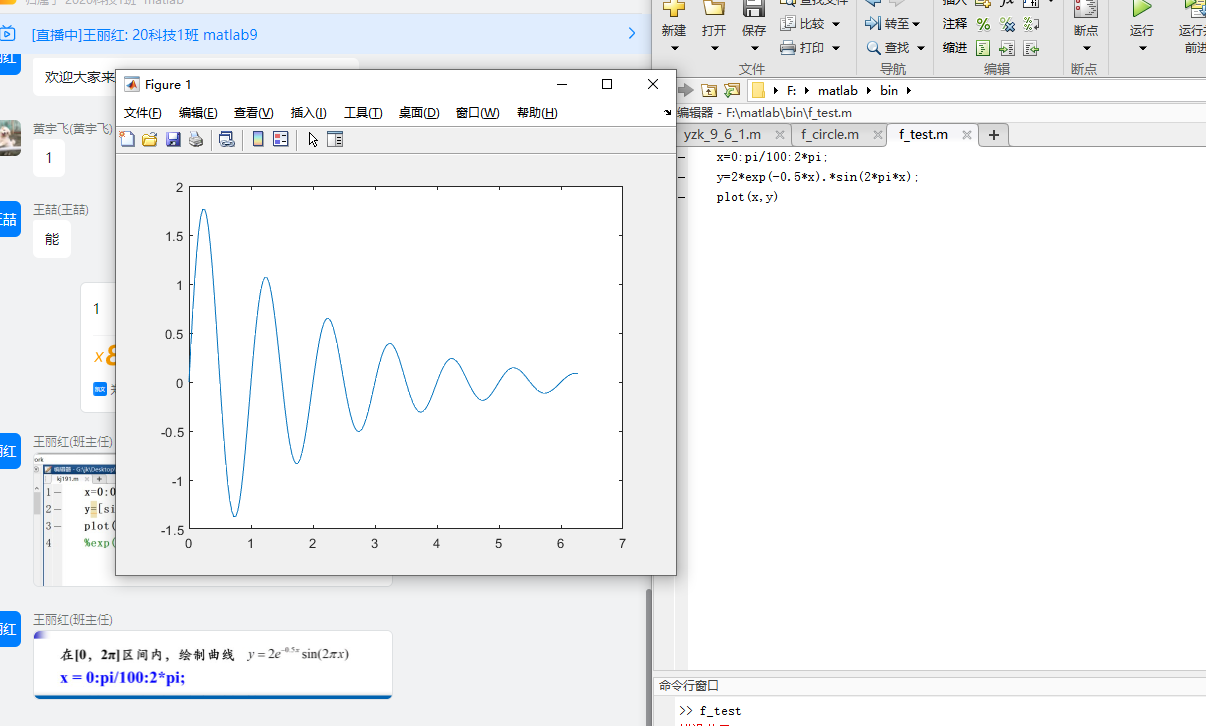 [直播中]王丽红: 20科技1班 matlab9
欢迎大家来
黄宇飞(黄宇飞)
1
王喆(王喆)
能
1
王丽红(班主任)
x=0:0
y=[si
plot(
%exp(
王丽红(班主任)
在[0，2π]区间内，绘制曲线 y = 2e^{-0.5x} sin(2πx)
x = 0:pi/100:2*pi;
Figure 1
文件(F) 编辑(E) 查看(V) 插入(I) 工具(T) 桌面(D) 窗口(W) 帮助(H)
2
1.5
1
0.5
0
-0.5
-1
-1.5
0 1 2 3 4 5 6 7
新建 打开 保存 查找文件
比较
打印
文件
转至
查找
导航
插入
注释
缩进
编辑
断点
断点
运行
前进
F: matlab bin
编辑器 - F:\matlab\bin\f_test.m
yzk_9_6_1.m f_circle.m f_test.m
x=0:pi/100:2*pi;
y=2*exp(-0.5*x).*sin(2*pi*x);
plot(x,y)
命令行窗口
>> f_test